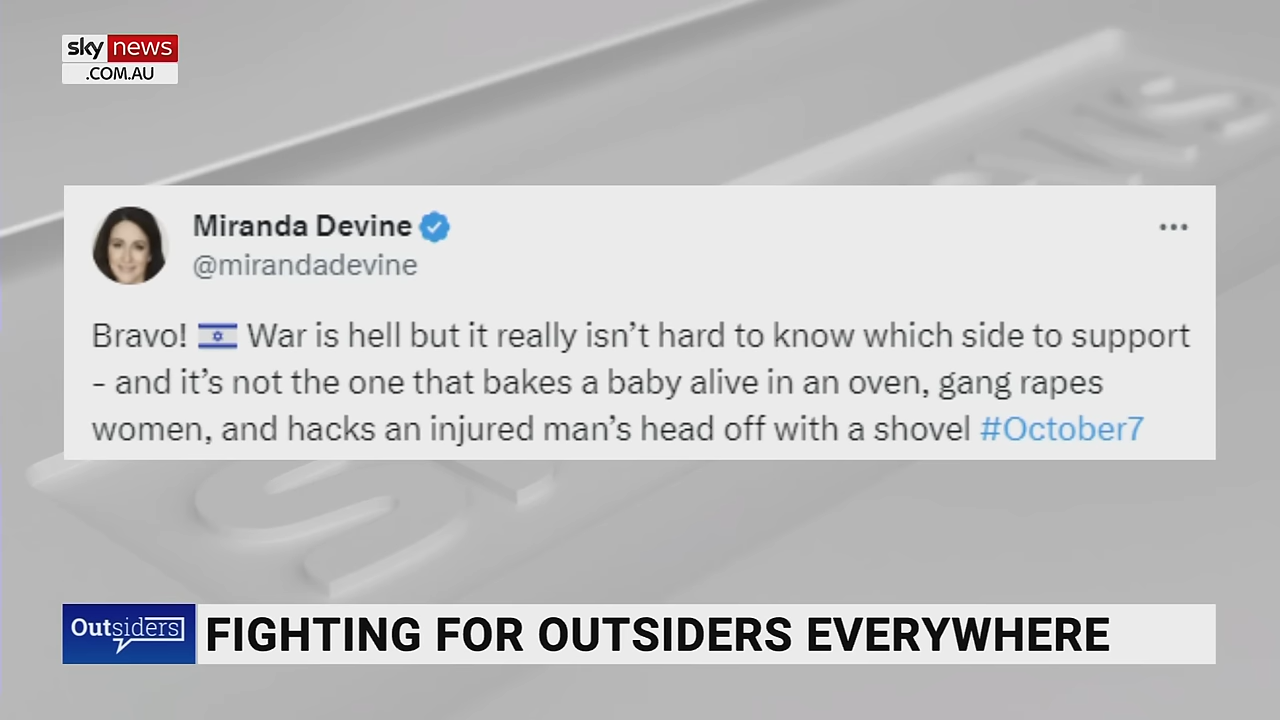 sky news
.COM.AU
Miranda Devine
@mirandadevine
Bravo! 🇮🇱 War is hell but it really isn’t hard to know which side to support
- and it’s not the one that bakes a baby alive in an oven, gang rapes
women, and hacks an injured man’s head off with a shovel #October7
Outsiders FIGHTING FOR OUTSIDERS EVERYWHERE